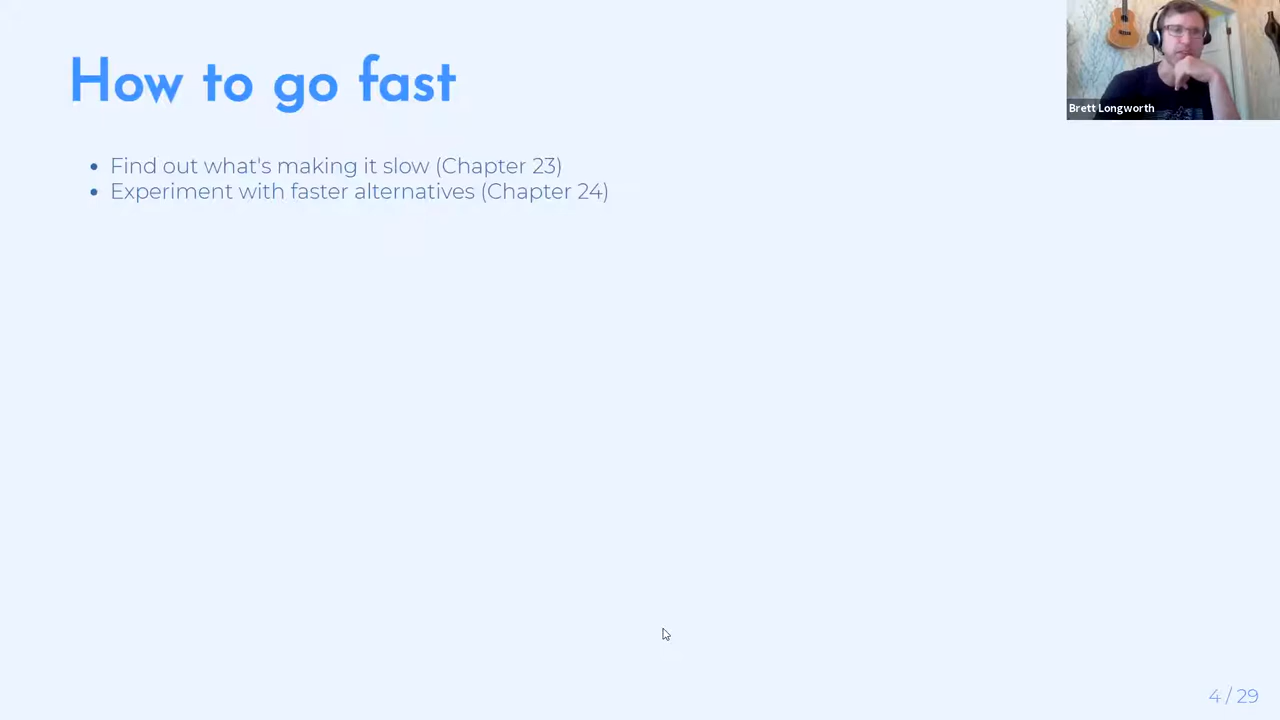 How to go fast
Brett Longworth
Find out what's making it slow (Chapter 23)
Experiment with faster alternatives (Chapter 24)
4 / 29